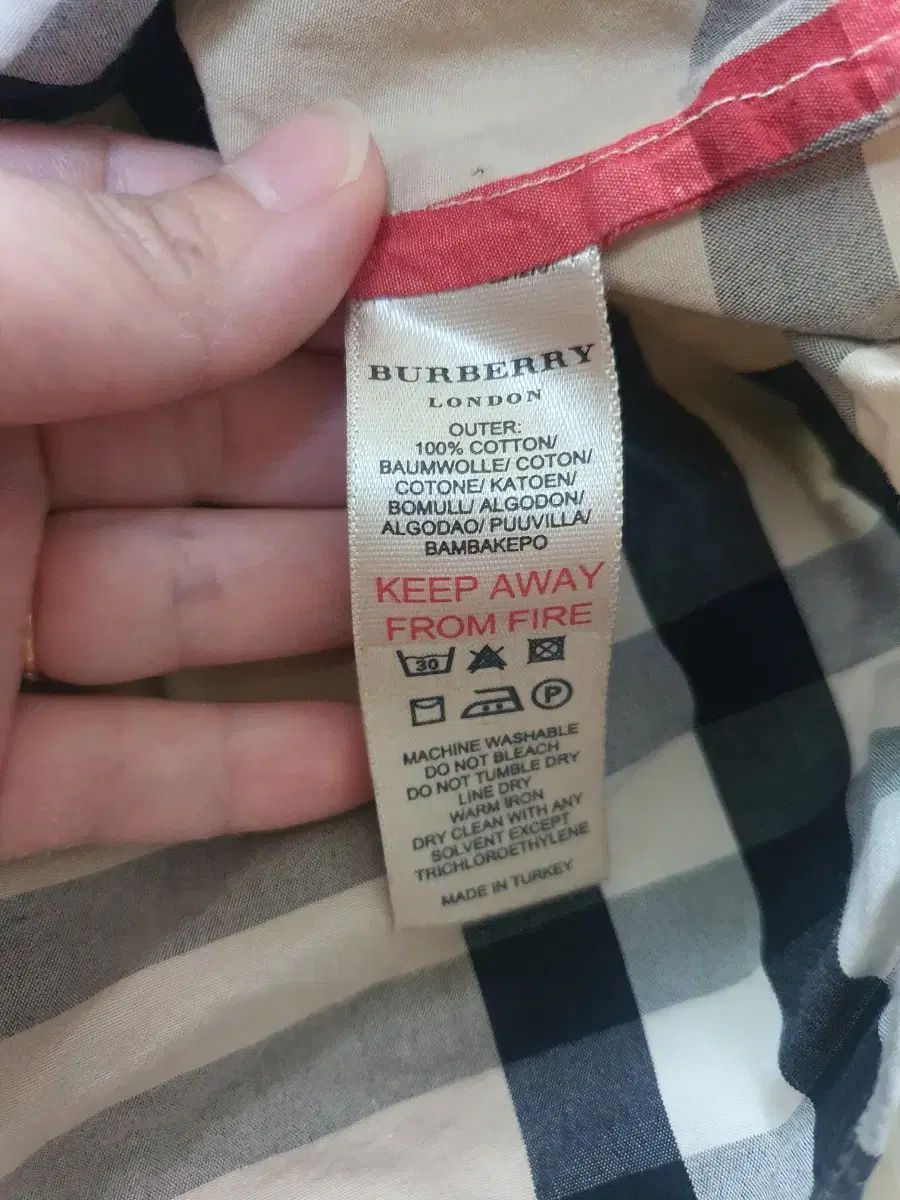 BURBERRY
LONDON
OUTER:
100% COTTON/
BAUMWOLLE/ COTON/
COTONE/ KATOEN/
BOMULL/ ALGODON/
ALGODAO/ PUUVILLA/
BAMBAKEPO
KEEP AWAY
FROM FIRE
30
P
MACHINE WASHABLE
DO NOT BLEACH
DO NOT TUMBLE DRY
LINE DRY
WARM IRON
DRY CLEAN WITH ANY
SOLVENT EXCEPT
TRICHLOROETHYLENE
MADE IN TURKEY